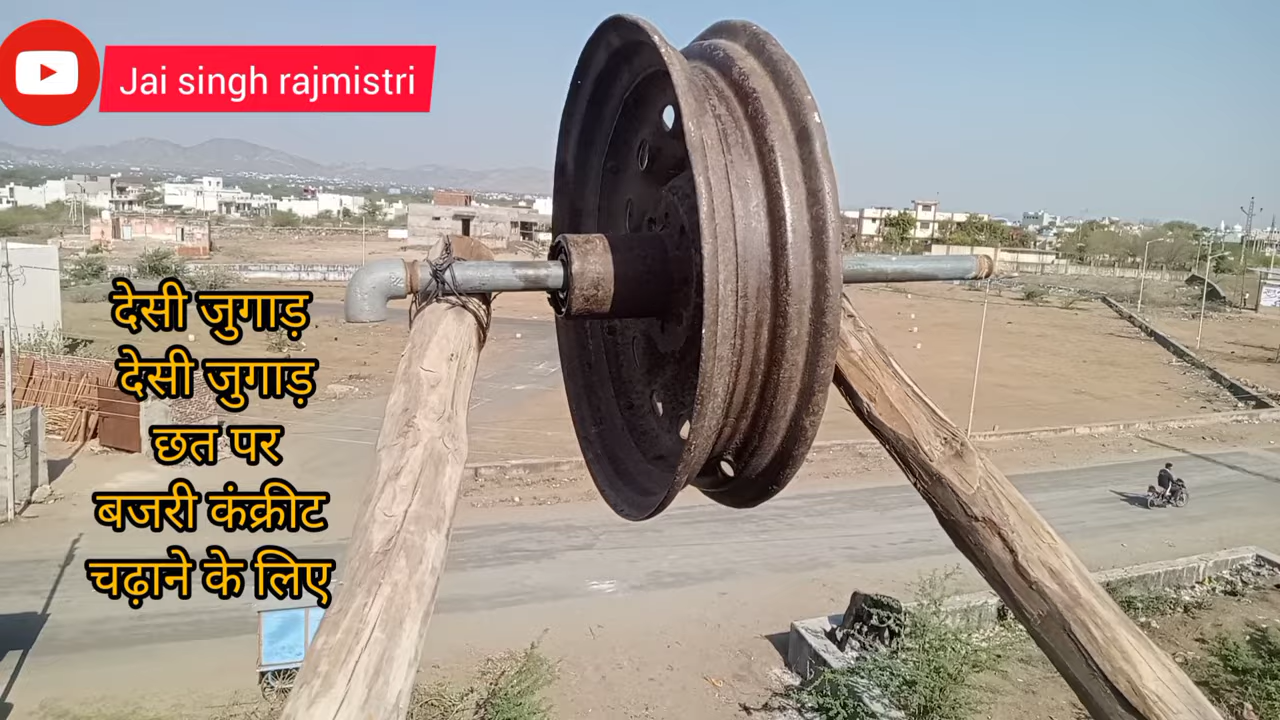 Jai singh rajmistri
देसी जुगाड़
देसी जुगाड़
छत पर
बजरी कंक्रीट
चढ़ाने के लिए